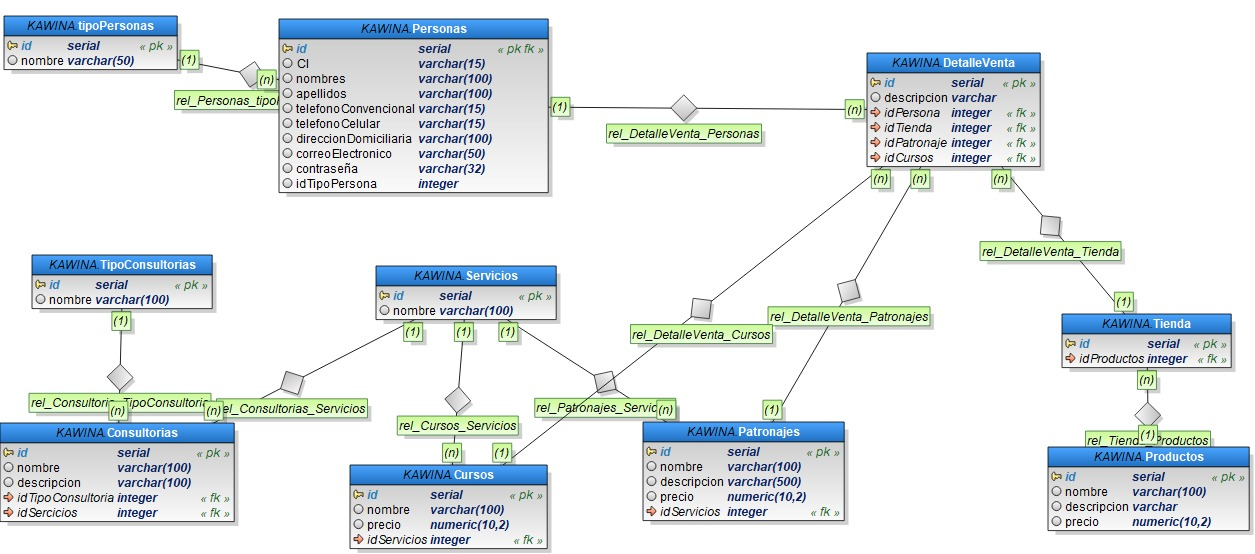 KAWINA.tipoPersonas
id serial « pk »
nombre varchar(50)
(1)
(n)
rel_Personas_tipo
KAWINA.Personas
id serial « pk fk »
CI varchar(15)
nombres varchar(100)
apellidos varchar(100)
telefonoConvencional varchar(15)
telefonoCelular varchar(15)
direccionDomiciliaria varchar(100)
correoElectronico varchar(50)
contraseña varchar(32)
idTipoPersona integer
(1)
rel_DetalleVenta_Personas
(n)
KAWINA.DetalleVenta
id serial « pk »
descripcion varchar
idPersona integer « fk »
idTienda integer « fk »
idPatronaje integer « fk »
idCursos integer « fk »
(n)
(n)
(n)
rel_DetalleVenta_Tienda
(1)
rel_DetalleVenta_Patronajes
rel_DetalleVenta_Cursos
KAWINA.TipoConsultorias
id serial « pk »
nombre varchar(100)
(1)
KAWINA.Servicios
id serial « pk »
nombre varchar(100)
(1)
(1)
(1)
KAWINA.Tienda
id serial « pk »
idProductos integer « fk »
(n)
rel_Consultoria_TipoConsultoria
(n)
(n)
rel_Consultorias_Servicios
rel_Cursos_Servicios
(n)
(1)
rel_Patronajes_Servic
(n)
(1)
rel_Tienda_Productos
(1)
KAWINA.Consultorias
id serial « pk »
nombre varchar(100)
descripcion varchar(100)
idTipoConsultoria integer « fk »
idSercicios integer « fk »
KAWINA.Cursos
id serial « pk »
nombre varchar(100)
precio numeric(10,2)
idServicios integer « fk »
KAWINA.Patronajes
id serial « pk »
nombre varchar(100)
descripcion varchar(500)
precio numeric(10,2)
idServicios integer « fk »
KAWINA.Productos
id serial « pk »
nombre varchar(100)
descripcion varchar
precio numeric(10,2)